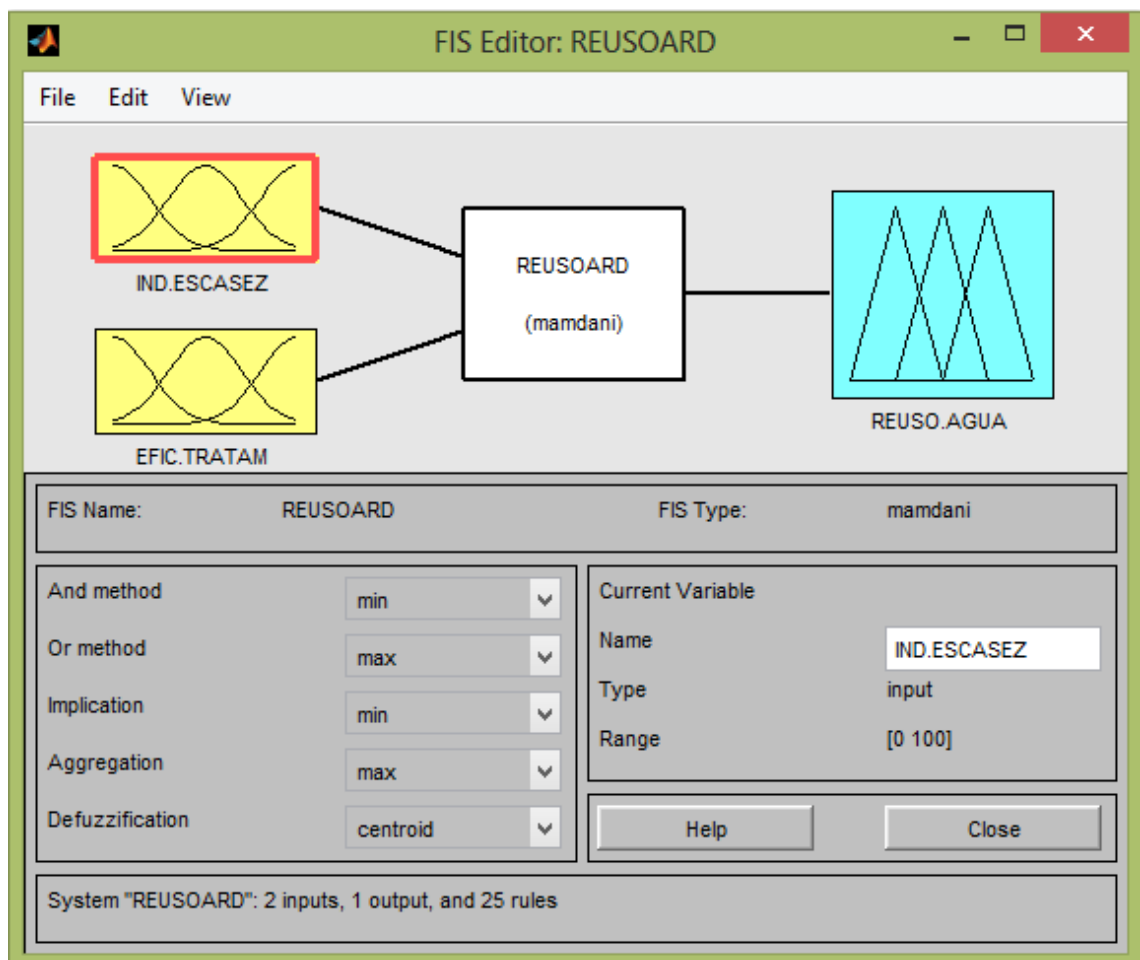 FIS Editor: REUSOARD
File Edit View
IND.ESCASEZ
EFIC.TRATAM
REUSOARD
(mamdani)
REUSO.AGUA
FIS Name: REUSOARD FIS Type: mamdani
And method min
Or method max
Implication min
Aggregation max
Defuzzification centroid
Current Variable
Name IND.ESCASEZ
Type input
Range [0 100]
Help Close
System "REUSOARD": 2 inputs, 1 output, and 25 rules